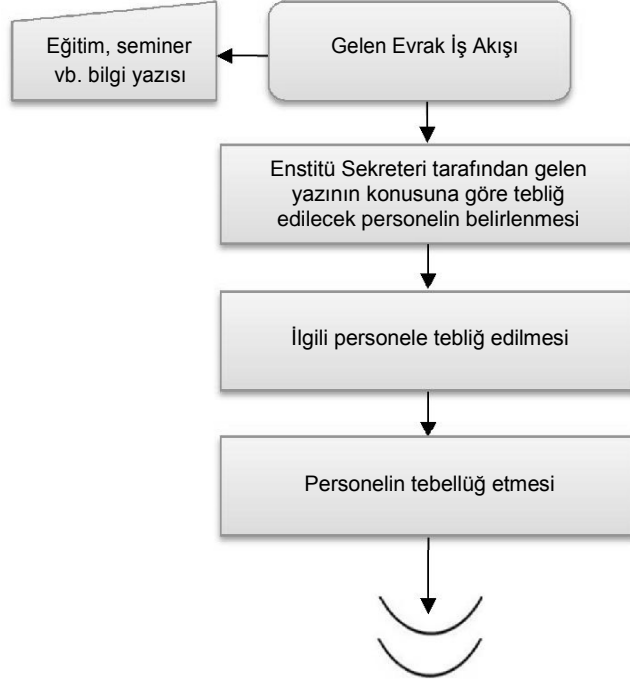 Eğitim, seminer
vb. bilgi yazısı
Gelen Evrak İş Akışı
Enstitü Sekreteri tarafından gelen
yazının konusuna göre tebliğ
edilecek personelin belirlenmesi
İlgili personele tebliğ edilmesi
Personelin tebellüğ etmesi